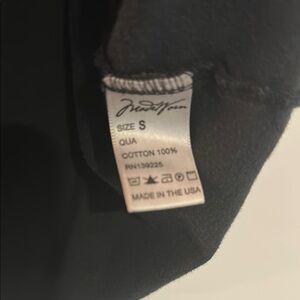 SIZE S
QUA
COTTON 100%
RN139225
MADE IN THE USA